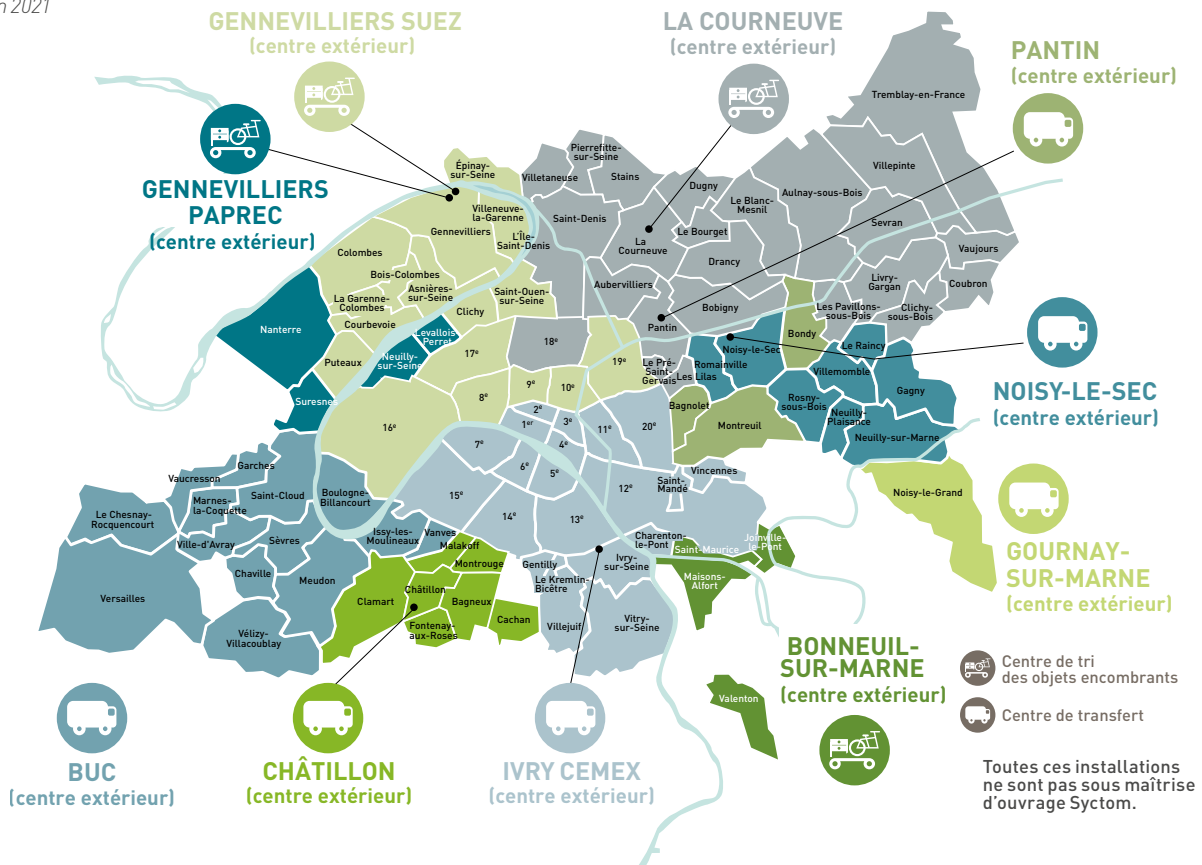 n 2021
GENNEVILLIERS SUEZ
(centre extérieur)
LA COURNEUVE
(centre extérieur)
PANTIN
(centre extérieur)
GENNEVILLIERS
PAPREC
(centre extérieur)
Tremblay-en-France
Villepinte
Pierrefitte-
sur-Seine
Épinay-
sur-Seine
Villetaneuse
Stains
Dugny
Aulnay-sous-Bois
Le Blanc-
Mesnil
Villeneuve-
la-Garenne
Saint-Denis
Sevran
Gennevilliers
L'Île-
Saint-Denis
La
Courneuve
Le Bourget
Vaujours
Colombes
Drancy
Bois-Colombes
Livry-
Gargan
Coubron
Asnières-
sur-Seine
Saint-Ouen-
sur-Seine
Aubervilliers
La Garenne-
Colombes
Bobigny
Les Pavillons-
sous-Bois
Clichy-
sous-Bois
Clichy
Courbevoie
Pantin
Nanterre
Levallois
Perret
Bondy
Le Raincy
18e
17e
19e
Noisy-le-Sec
Puteaux
Neuilly-
sur-Seine
Le Pré-
Saint-
Gervais
Romainville
Les Lilas
Villemomble
9e
10e
Gagny
Suresnes
8e
Bagnolet
Rosny-
sous-Bois
Neuilly-
Plaisance
2e
1er
3e
16e
11e
20e
Montreuil
Neuilly-sur-Marne
7e
4e
6e
5e
Garches
Vaucresson
Vincennes
Saint-
Mandé
12e
Marnes-
la-Coquette
Saint-Cloud
Boulogne-
Billancourt
15e
Noisy-le-Grand
Le Chesnay-
Rocquencourt
14e
13e
Ville-d'Avray
Sèvres
Issy-les-
Moulineaux
Vanves
Malakoff
Charenton-
le-Pont
Saint-Maurice
Joinville-
le-Pont
Chaville
Meudon
Montrouge
Gentilly
Ivry-
sur-Seine
Le Kremlin-
Bicêtre
Maisons-
Alfort
Versailles
Clamart
Châtillon
Bagneux
Fontenay-
aux-Roses
Cachan
Villejuif
Vitry-
sur-Seine
Vélizy-
Villacoublay
Valenton
NOISY-LE-SEC
(centre extérieur)
GOURNAY-
SUR-MARNE
(centre extérieur)
BONNEUIL-
SUR-MARNE
(centre extérieur)
BUC
(centre extérieur)
CHÂTILLON
(centre extérieur)
IVRY CEMEX
(centre extérieur)
Centre de tri
des objets encombrants
Centre de transfert
Toutes ces installations
ne sont pas sous maîtrise
d'ouvrage Syctom.